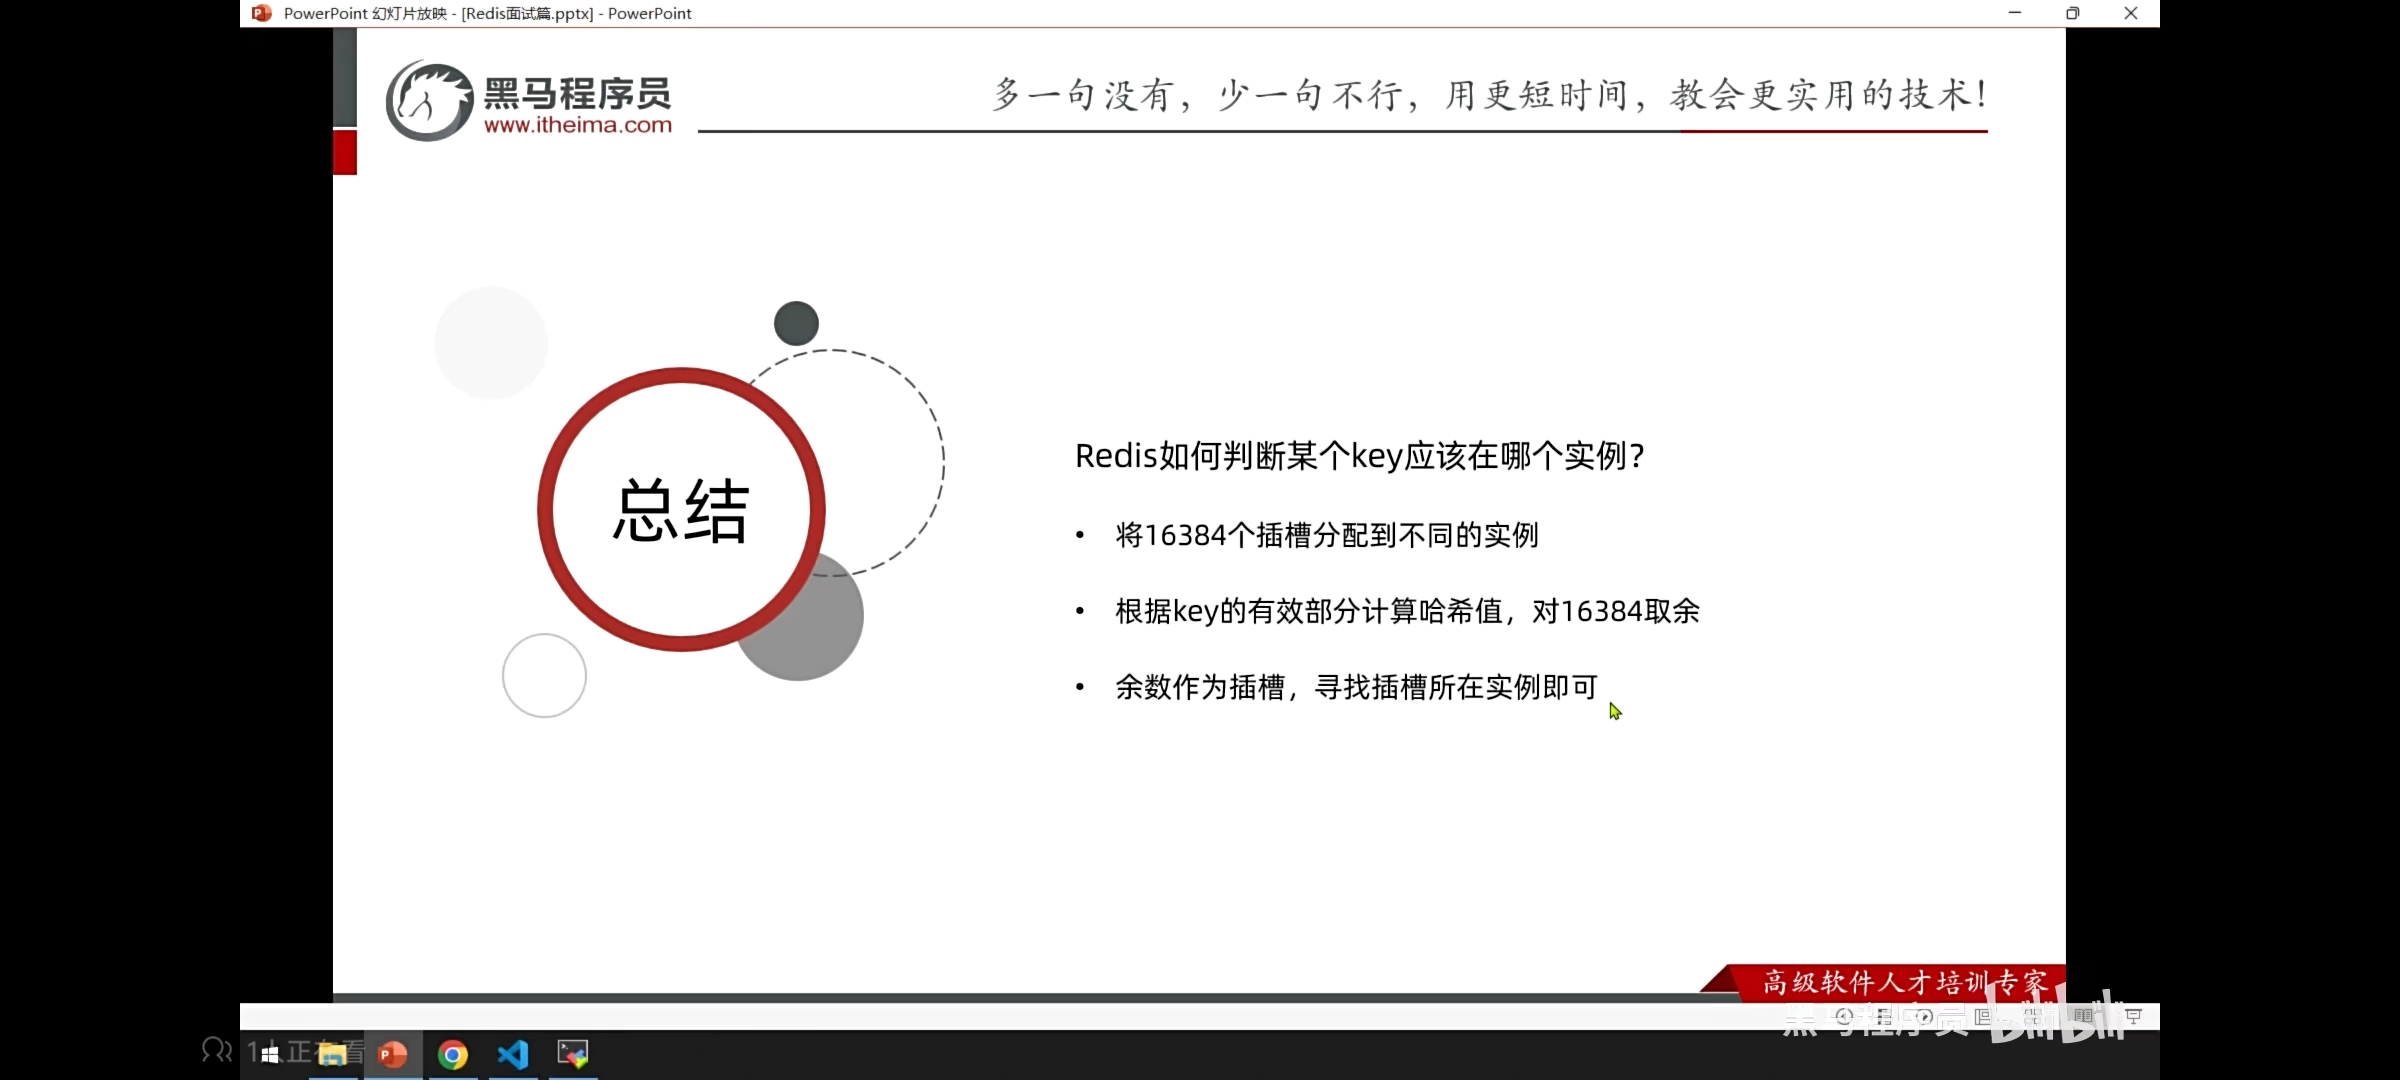 PowerPoint 幻灯片放映 - [Redis面试篇.pptx] - PowerPoint
黑马程序员
www.itheima.com
多一句没有，少一句不行，用更短时间，教会更实用的技术！
总结
Redis如何判断某个key应该在哪个实例？
• 将16384个插槽分配到不同的实例
• 根据key的有效部分计算哈希值，对16384取余
• 余数作为插槽，寻找插槽所在实例即可
高级软件人才培训专家
黑马程序员 bilibili
1人正在看